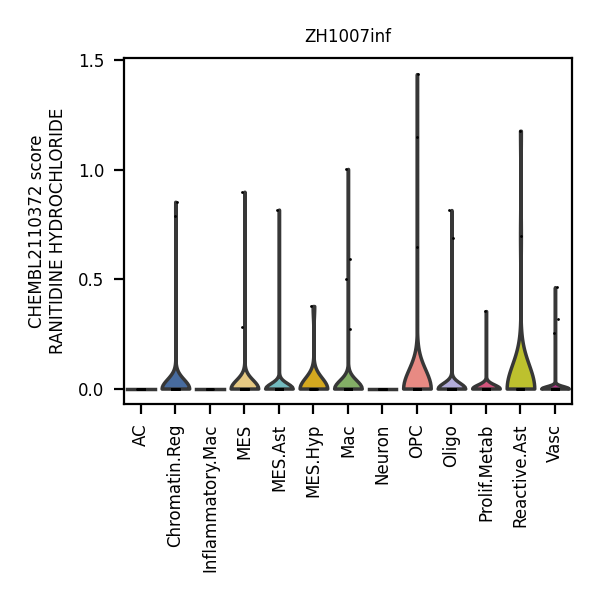 ZH1007inf
CHEMBL2110372 score
RANITIDINE HYDROCHLORIDE
1.5
1.0
0.5
0.0
AC
Chromatin.Reg
Inflammatory.Mac
MES
MES.Ast
MES.Hyp
Mac
Neuron
OPC
Oligo
Prolif.Metab
Reactive.Ast
Vasc